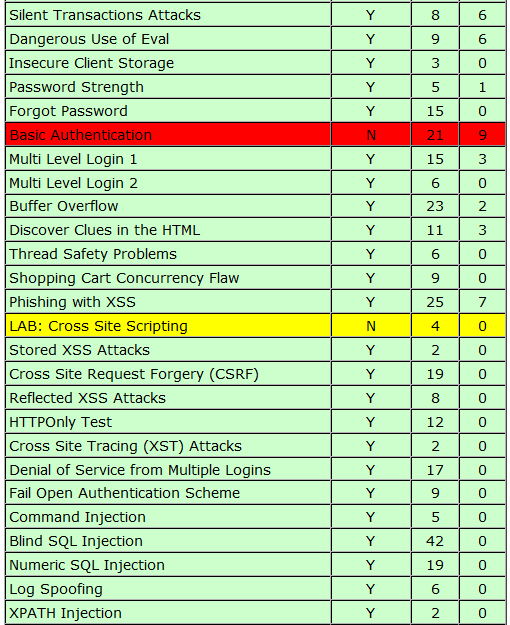 Silent Transactions Attacks Y 8 6
Dangerous Use of Eval Y 9 6
Insecure Client Storage Y 3 0
Password Strength Y 5 1
Forgot Password Y 15 0
Basic Authentication N 21 9
Multi Level Login 1 Y 15 3
Multi Level Login 2 Y 6 0
Buffer Overflow Y 23 2
Discover Clues in the HTML Y 11 3
Thread Safety Problems Y 6 0
Shopping Cart Concurrency Flaw Y 9 0
Phishing with XSS Y 25 7
LAB: Cross Site Scripting N 4 0
Stored XSS Attacks Y 2 0
Cross Site Request Forgery (CSRF) Y 19 0
Reflected XSS Attacks Y 8 0
HTTPOnly Test Y 12 0
Cross Site Tracing (XST) Attacks Y 2 0
Denial of Service from Multiple Logins Y 17 0
Fail Open Authentication Scheme Y 9 0
Command Injection Y 5 0
Blind SQL Injection Y 42 0
Numeric SQL Injection Y 19 0
Log Spoofing Y 6 0
XPATH Injection Y 2 0